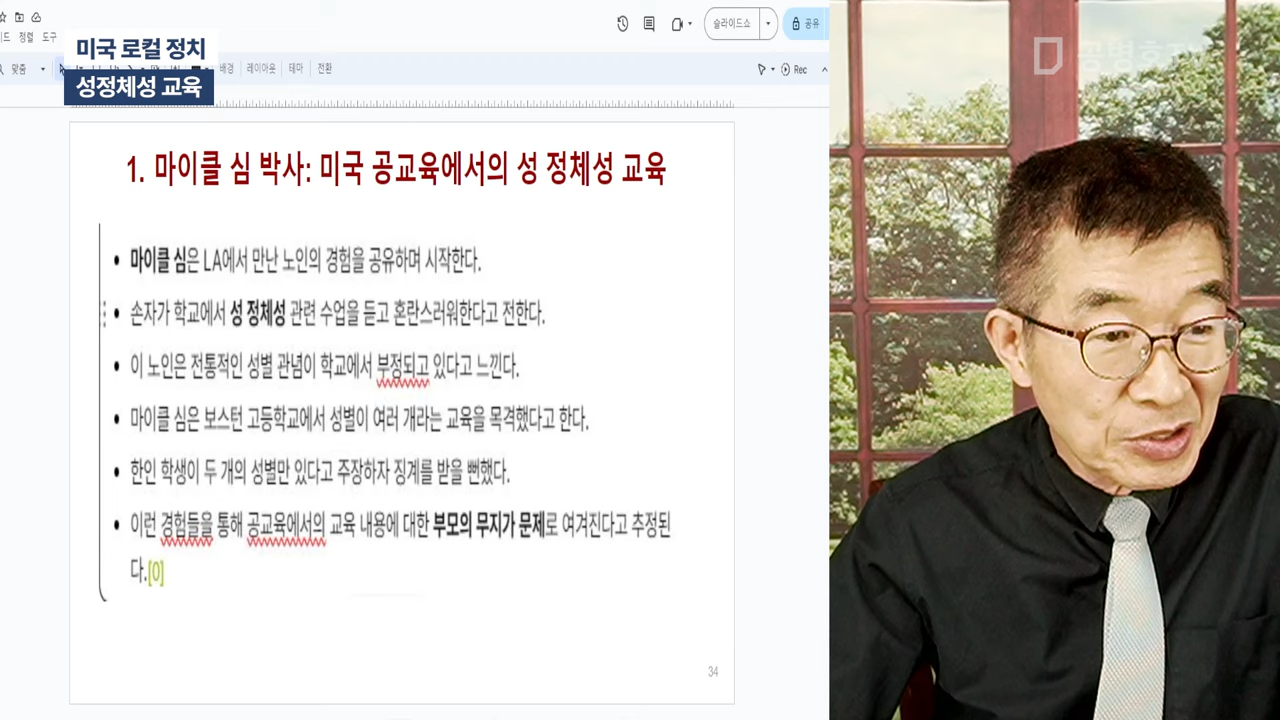 드 정렬 도구
미국 로컬 정치
성정체성 교육
슬라이드쇼
공유
맞춤
배경 레이아웃 테마 전환
Rec
공병호TV
1. 마이클 심 박사: 미국 공교육에서의 성 정체성 교육
• 마이클 심은 LA에서 만난 노인의 경험을 공유하며 시작한다.
• 손자가 학교에서 성 정체성 관련 수업을 듣고 혼란스러워한다고 전한다.
• 이 노인은 전통적인 성별 관념이 학교에서 부정되고 있다고 느낀다.
• 마이클 심은 보스턴 고등학교에서 성별이 여러 개라는 교육을 목격했다고 한다.
• 한인 학생이 두 개의 성별만 있다고 주장하자 징계를 받을 뻔했다.
• 이런 경험들을 통해 공교육에서의 교육 내용에 대한 부모의 무지가 문제로 여겨진다고 추정된
다.[0]
34